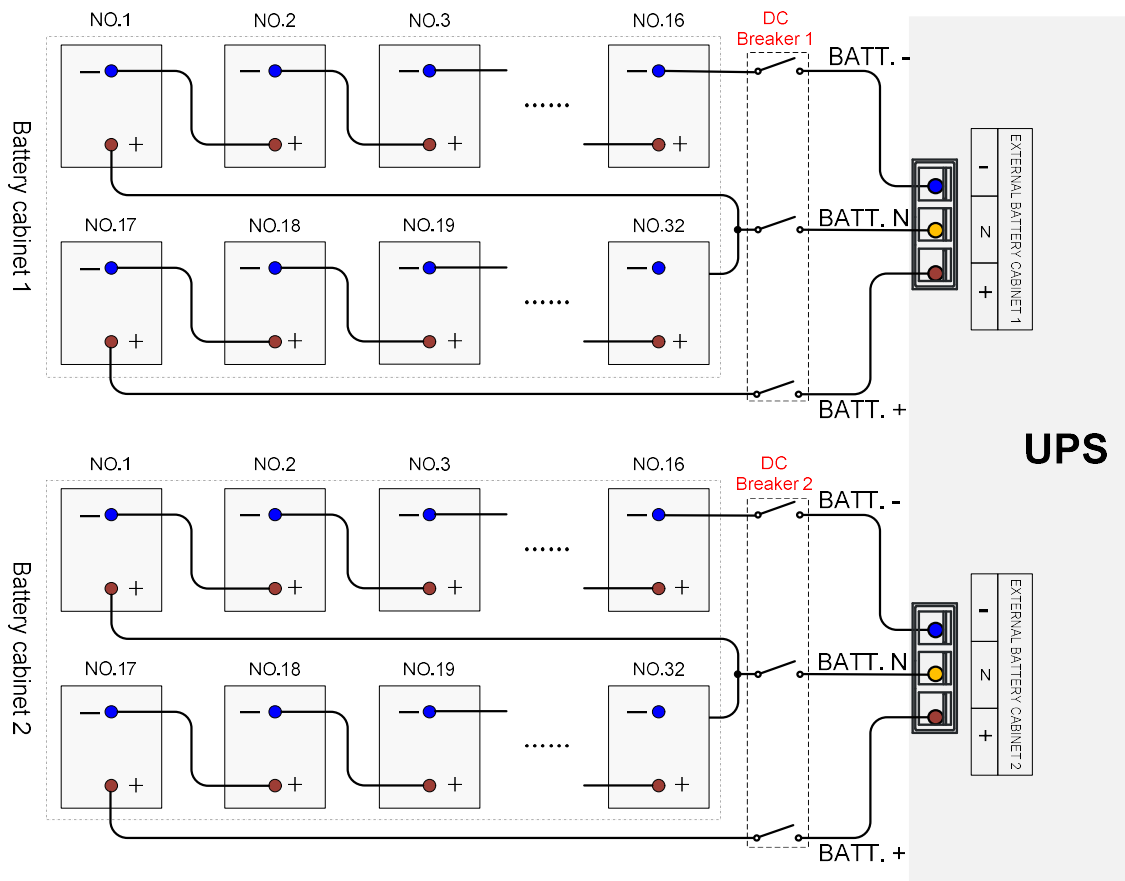 NO.1 NO.2 NO.3 NO.16
DC
Breaker 1
BATT. -
− + − + − + ...... − +
Battery cabinet 1
BATT. N
NO.17 NO.18 NO.19 NO.32
− + − + − + ...... − +
BATT. +
- N +
EXTERNAL BATTERY CABINET 1
UPS
NO.1 NO.2 NO.3 NO.16
DC
Breaker 2
BATT. -
− + − + − + ...... − +
Battery cabinet 2
BATT. N
NO.17 NO.18 NO.19 NO.32
− + − + − + ...... − +
BATT. +
- N +
EXTERNAL BATTERY CABINET 2